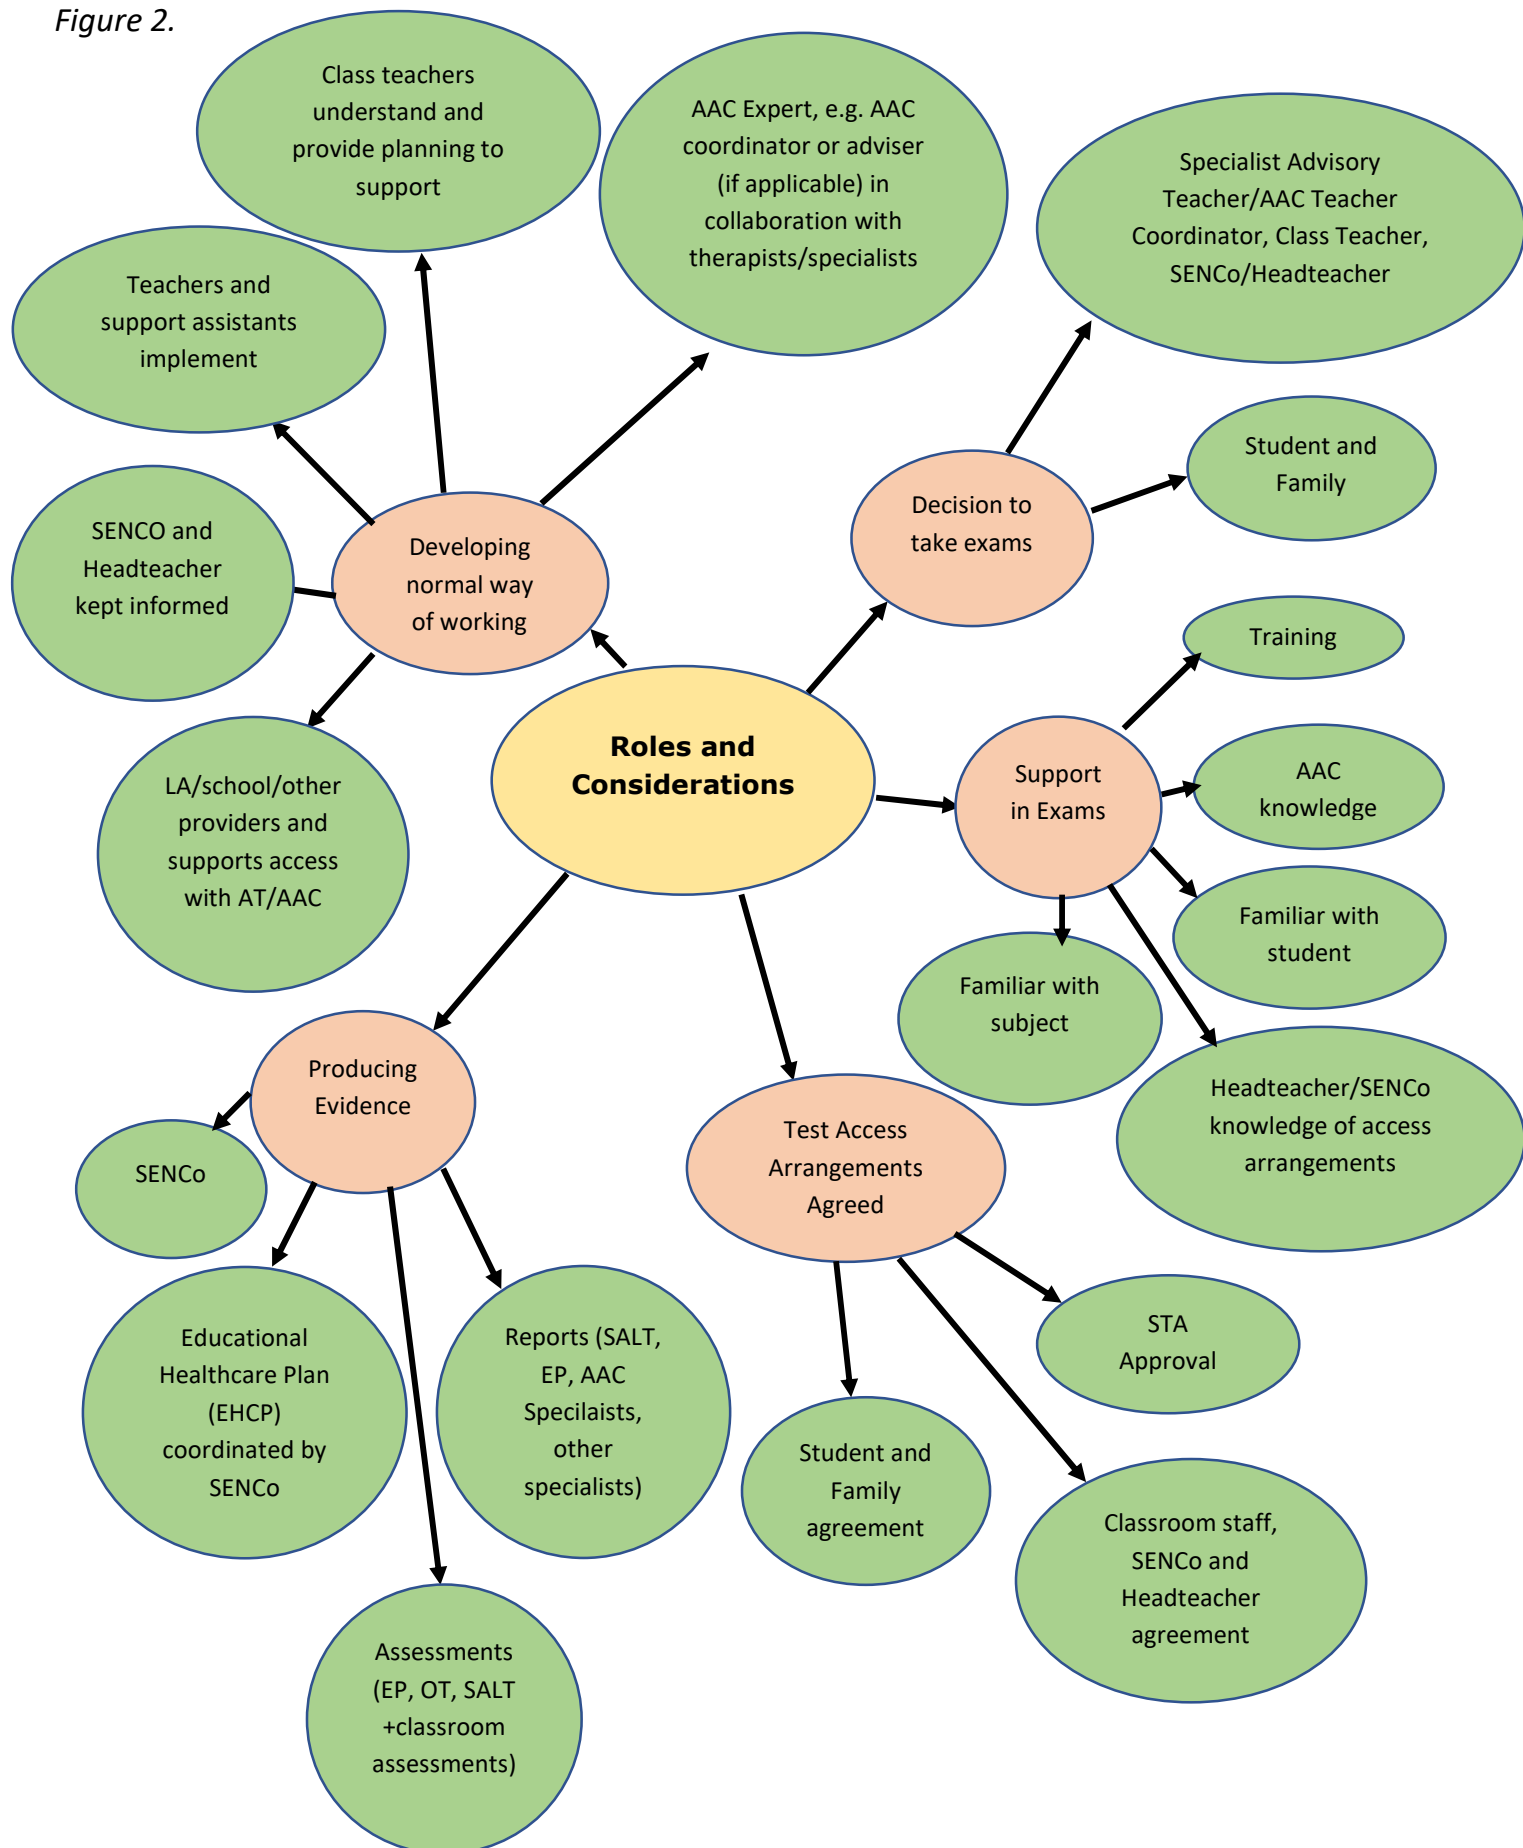 Figure 2.
Class teachers
understand and
provide planning to
support
AAC Expert, e.g. AAC
coordinator or adviser
(if applicable) in
collaboration with
therapists/specialists
Specialist Advisory
Teacher/AAC Teacher
Coordinator, Class Teacher,
SENCo/Headteacher
Teachers and
support assistants
implement
Student and
Family
SENCO and
Headteacher
kept informed
Developing
normal way
of working
Decision to
take exams
Training
Roles and
Considerations
Support
in Exams
AAC
knowledge
LA/school/other
providers and
supports access
with AT/AAC
Familiar with
student
Familiar with
subject
Headteacher/SENCo
knowledge of access
arrangements
Producing
Evidence
Test Access
Arrangements
Agreed
SENCo
Educational
Healthcare Plan
(EHCP)
coordinated by
SENCo
Reports (SALT,
EP, AAC
Specilaists,
other
specialists)
STA
Approval
Student and
Family
agreement
Classroom staff,
SENCo and
Headteacher
agreement
Assessments
(EP, OT, SALT
+classroom
assessments)